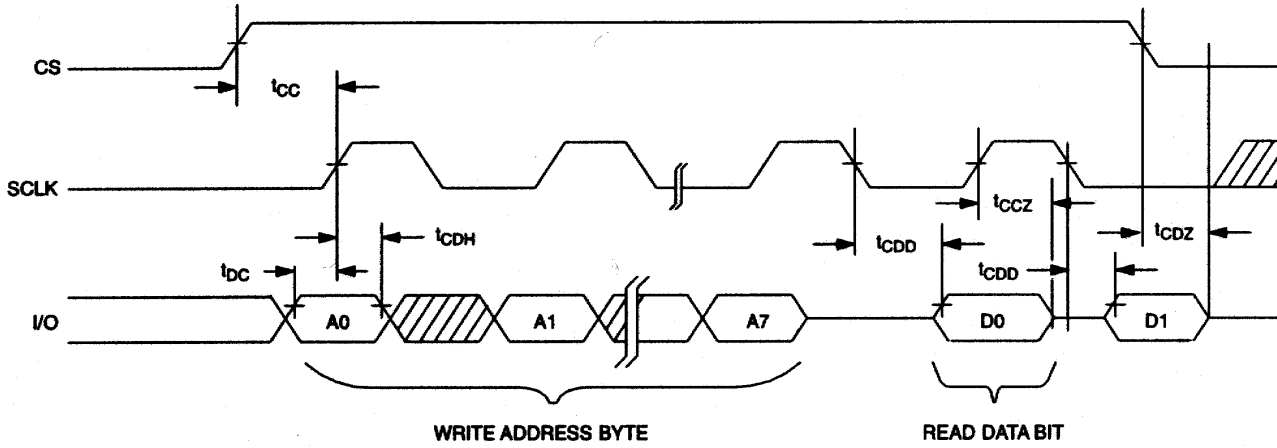 CS
tCC
SCLK
tCCZ
tCDH
tCDD
tCDZ
tDC
tCDD
I/O
A0
A1
A7
D0
D1
WRITE ADDRESS BYTE
READ DATA BIT